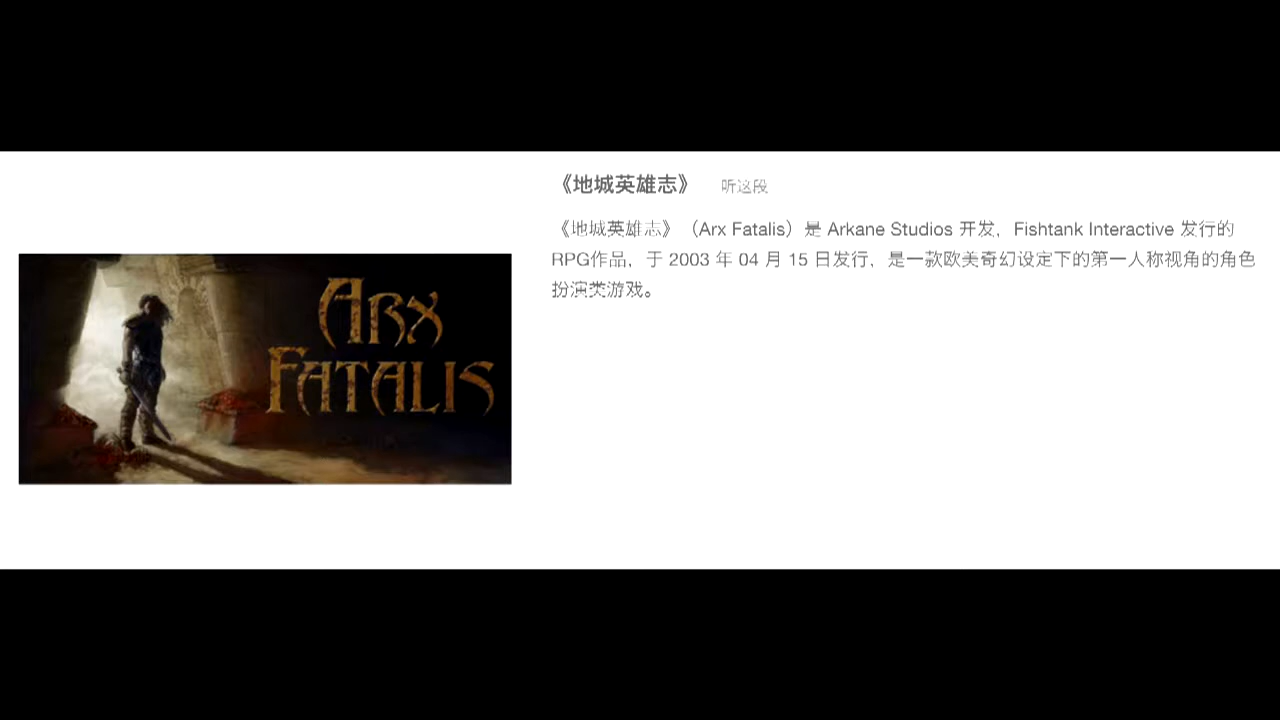 《地城英雄志》 听这段
《地城英雄志》（Arx Fatalis）是 Arkane Studios 开发，Fishtank Interactive 发行的
RPG作品，于 2003 年 04 月 15 日发行，是一款欧美奇幻设定下的第一人称视角的角色
扮演类游戏。
ARX
FATALIS